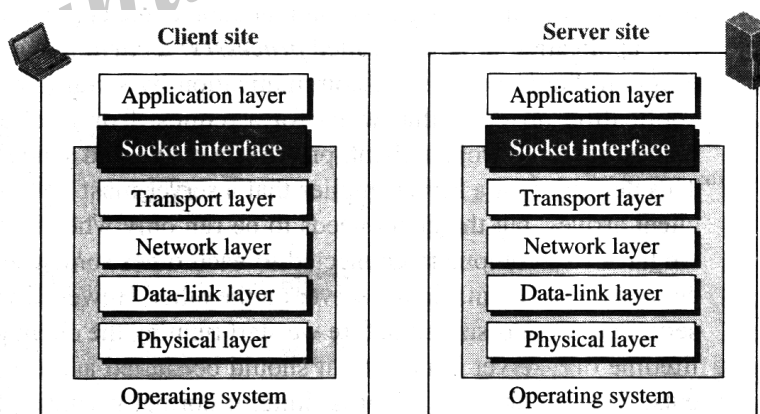 Client site
Application layer
Socket interface
Transport layer
Network layer
Data-link layer
Physical layer
Operating system
Server site
Application layer
Socket interface
Transport layer
Network layer
Data-link layer
Physical layer
Operating system